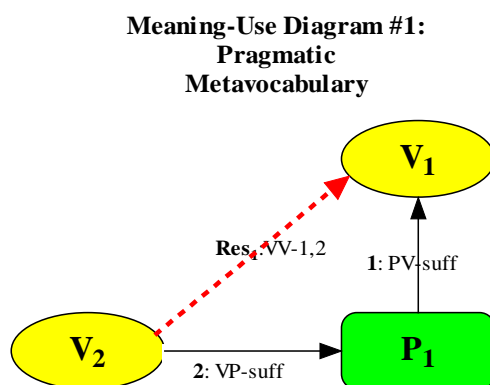 Meaning-Use Diagram #1:
Pragmatic
Metavocabulary
V1
Res1:VV-1,2
1: PV-suff
V2
2: VP-suff
P1